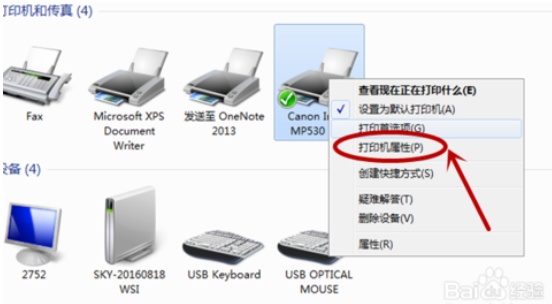 打印机和传真 (4)
Fax
Microsoft XPS
Document
Writer
发送至 OneNote
2013
Canon In
MP530
查看现在正在打印什么(E)
设置为默认打印机(A)
打印首选项(G)
打印机属性(P)
创建快捷方式(S)
疑难解答(T)
删除设备(V)
属性(R)
设备 (4)
2752
SKY-20160818
WSI
USB Keyboard
USB OPTICAL
MOUSE
Baidu 经验